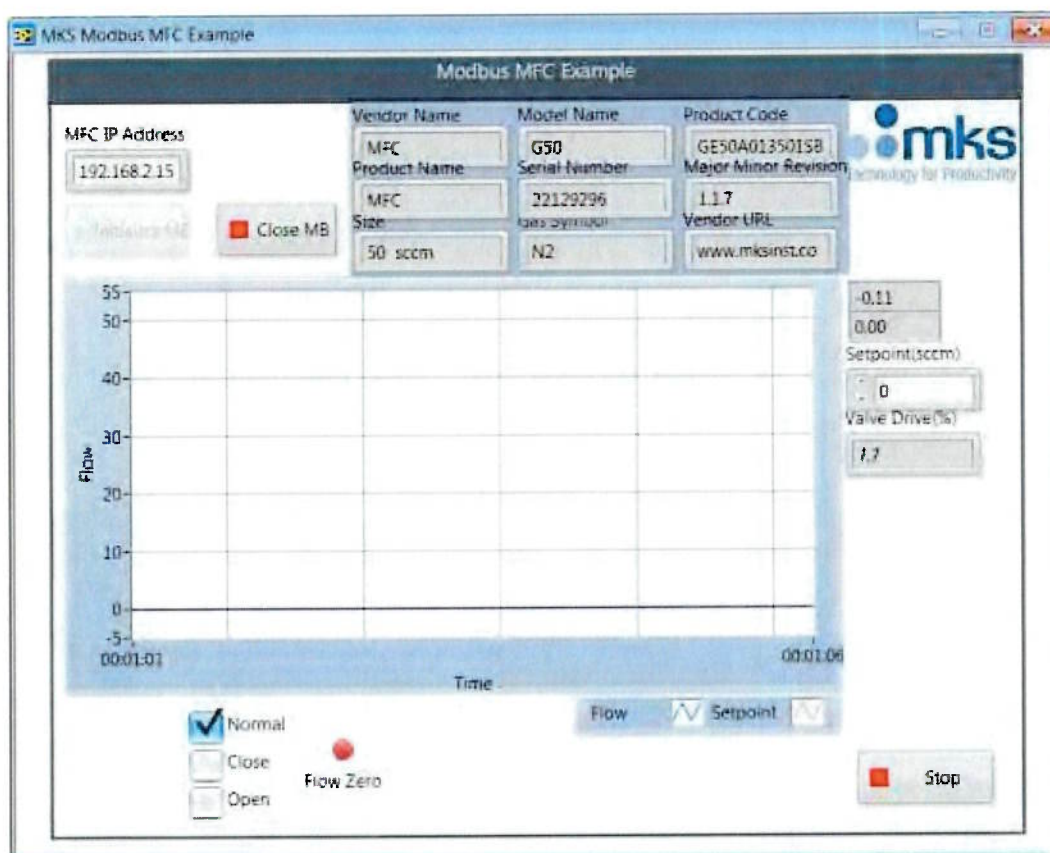 MKS Modbus MFC Example
Modbus MFC Example
MFC IP Address
192.168.2.15
Close MB
Vendor Name
MFC
Model Name
G50
Product Code
GE50A013501SB
Product Name
MFC
Serial Number
22129296
Major Minor Revision
1.1.7
Size
50 sccm
Gas Symbol
N2
Vendor URL
www.mksinst.co
mks
Technology for Productivity
55
50
40
30
20
10
0
-5
Flow
00:01:01
00:01:06
Time
-0.11
0.00
Setpoint(sccm)
0
Valve Drive(%)
Flow
Setpoint
Normal
Close
Open
Flow Zero
Stop